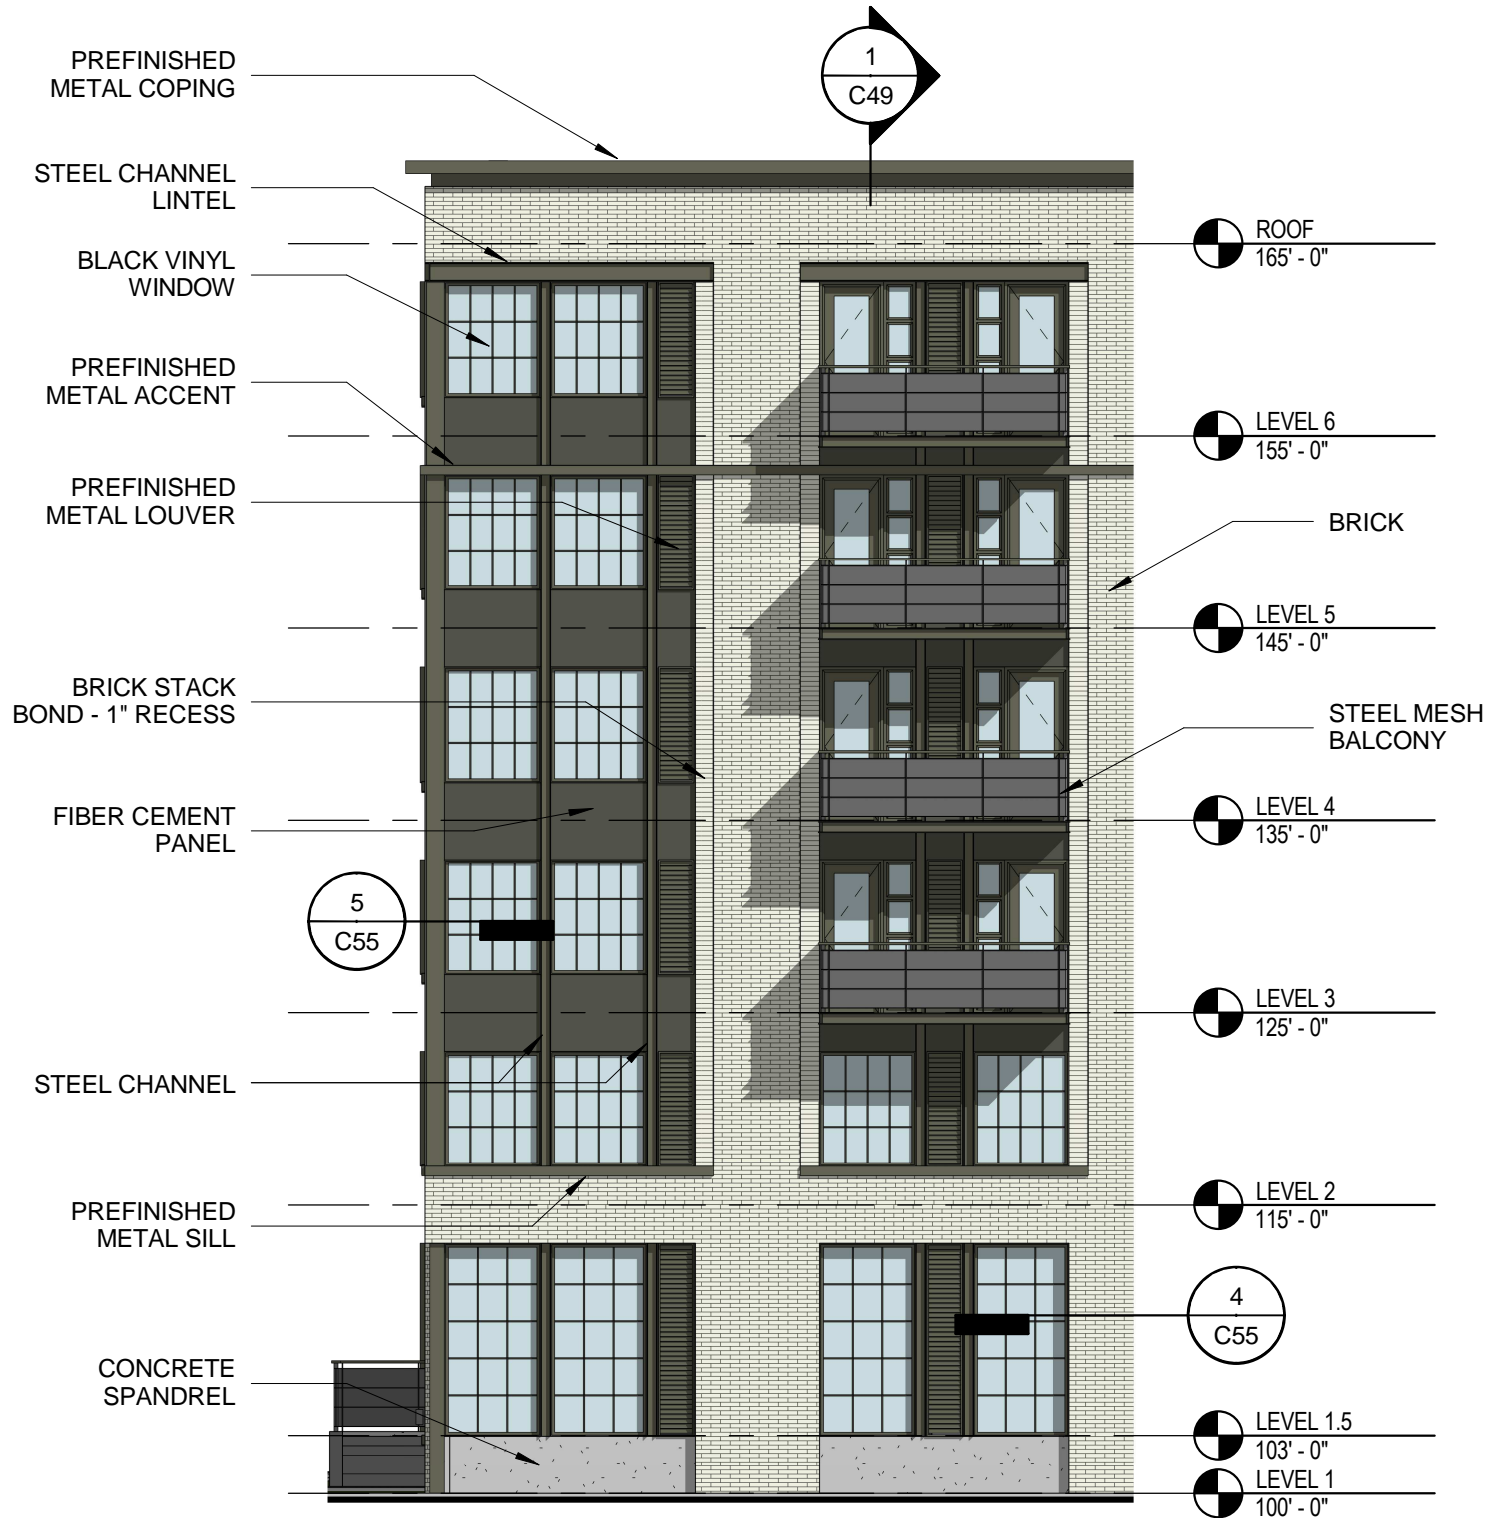 PREFINISHED
METAL COPING
1
C49
STEEL CHANNEL
LINTEL
ROOF
165' - 0"
BLACK VINYL
WINDOW
PREFINISHED
METAL ACCENT
LEVEL 6
155' - 0"
PREFINISHED
METAL LOUVER
BRICK
LEVEL 5
145' - 0"
BRICK STACK
BOND - 1" RECESS
STEEL MESH
BALCONY
FIBER CEMENT
PANEL
LEVEL 4
135' - 0"
5
C55
LEVEL 3
125' - 0"
STEEL CHANNEL
PREFINISHED
METAL SILL
LEVEL 2
115' - 0"
4
C55
CONCRETE
SPANDREL
LEVEL 1.5
103' - 0"
LEVEL 1
100' - 0"